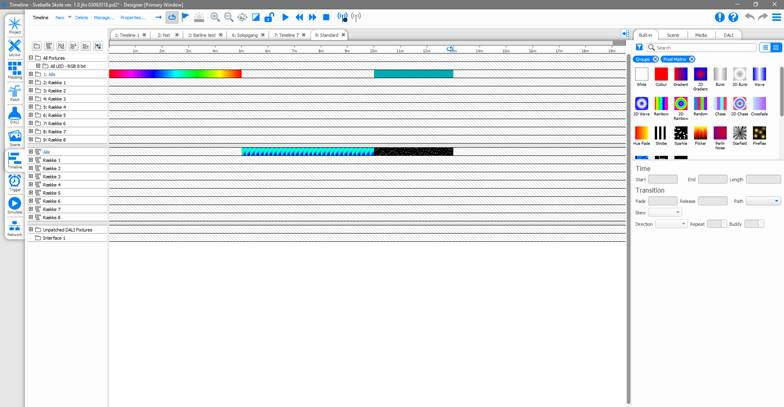 Timeline - Sveballe Skole ver. 1.0 jko 03092018.pd2* - Designer [Primary Window]
Timeline New Delete Manage... Properties...
Project
Layout
Mapping
Patch
DALI
Scene
Timeline
Trigger
Simulate
Network
1: Timeline 1 2: Nat 3: Børline test 6: Solopgang 7: Timeline 7 9: Standard
1m 2m 3m 4m 5m 6m 7m 8m 9m 10m 11m 12m 14m 15m 16m 17m 18m 19m
All Fixtures
All LED - RGB 8 bit
1: Alle
2: Række 1
3: Række 2
4: Række 3
5: Række 4
6: Række 5
7: Række 6
8: Række 7
9: Række 8
Alle
Række 1
Række 2
Række 3
Række 4
Række 5
Række 6
Række 7
Række 8
Unpatched DALI Fixtures
Interface 1
Built-in Scene Media DALI
Search
Groups Pixel Matrix
White Colour Gradient 2D Gradient Burst 2D Burst Wave
2D Wave Rainbow 2D Rainbow Random Chase 2D Chase Crossfade
Hue Fade Strobe Sparkle Flicker Perlin Noise Starfield Fireflies
Time
Start End Length
Transition
Fade Release Path
Skew
Direction Repeat Buddy